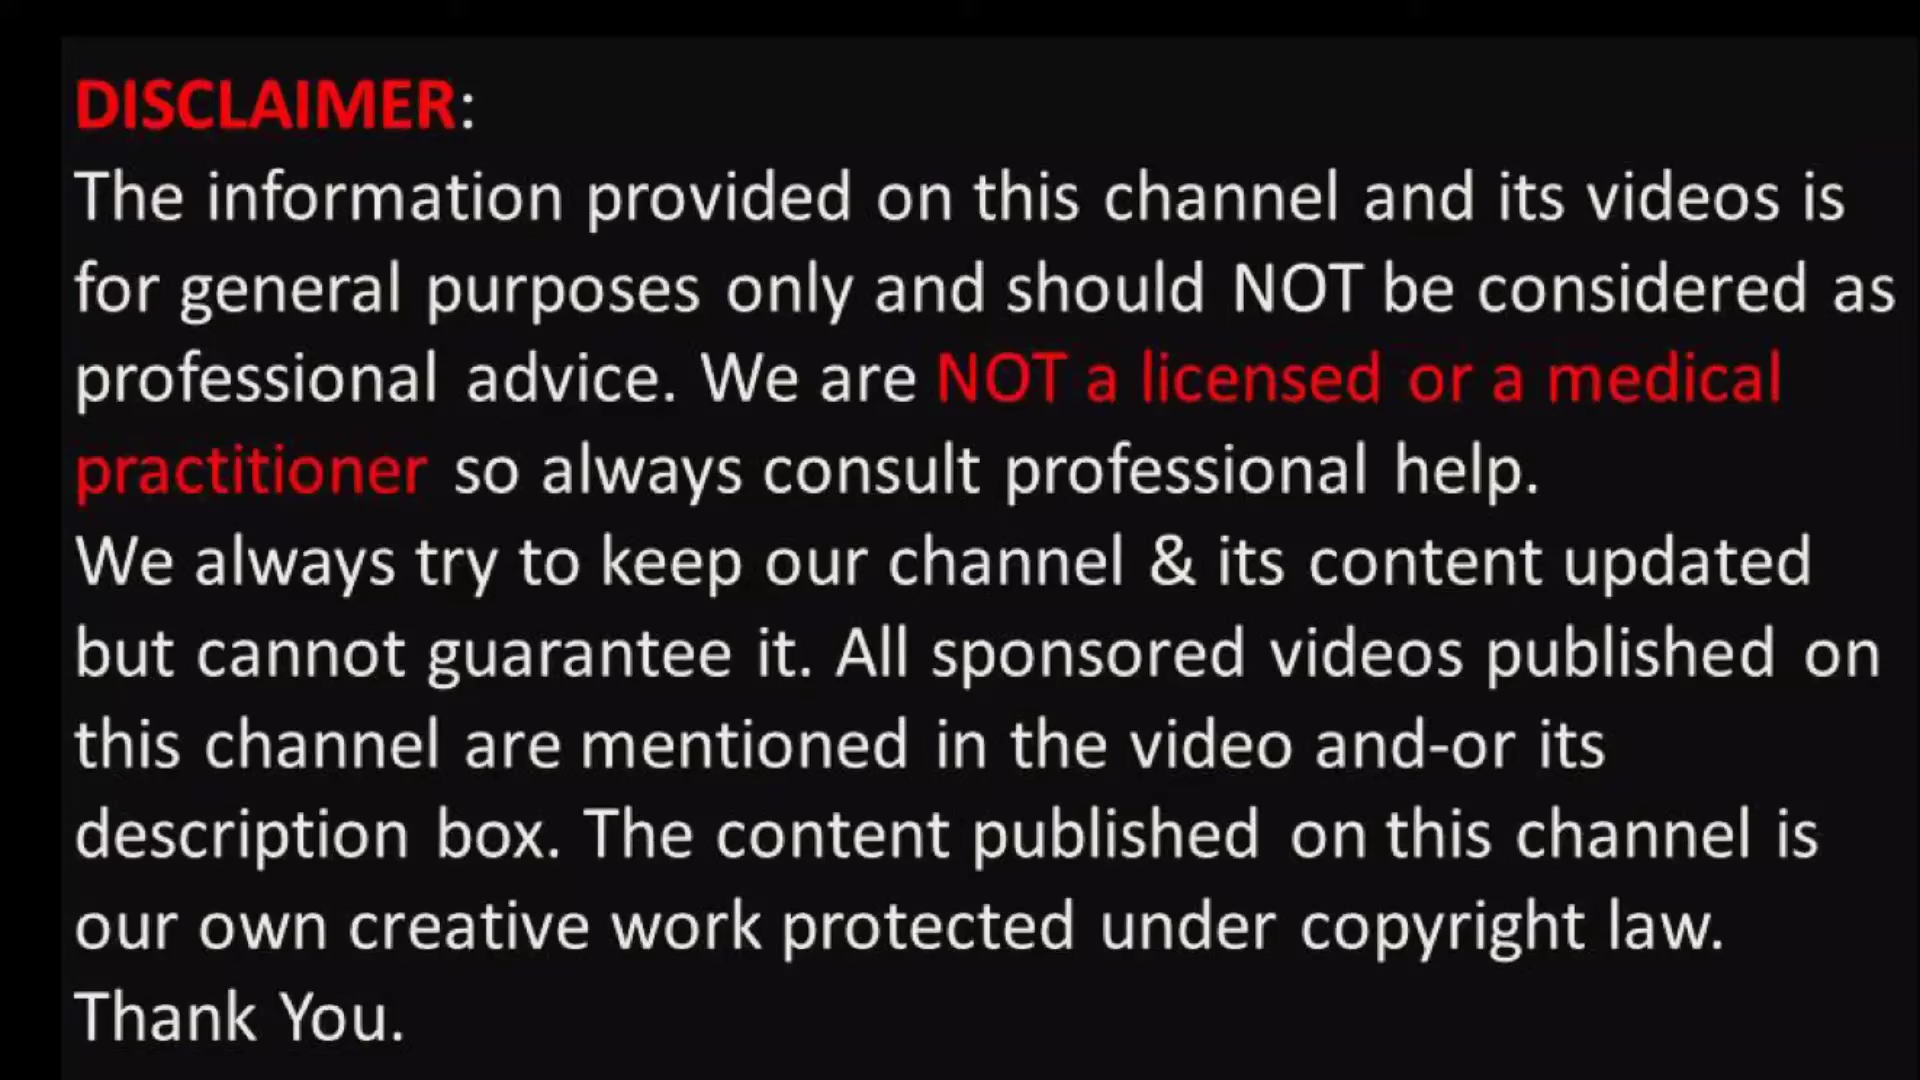 DISCLAIMER:
The information provided on this channel and its videos is
for general purposes only and should NOT be considered as
professional advice. We are NOT a licensed or a medical
practitioner so always consult professional help.
We always try to keep our channel & its content updated
but cannot guarantee it. All sponsored videos published on
this channel are mentioned in the video and-or its
description box. The content published on this channel is
our own creative work protected under copyright law.
Thank You.